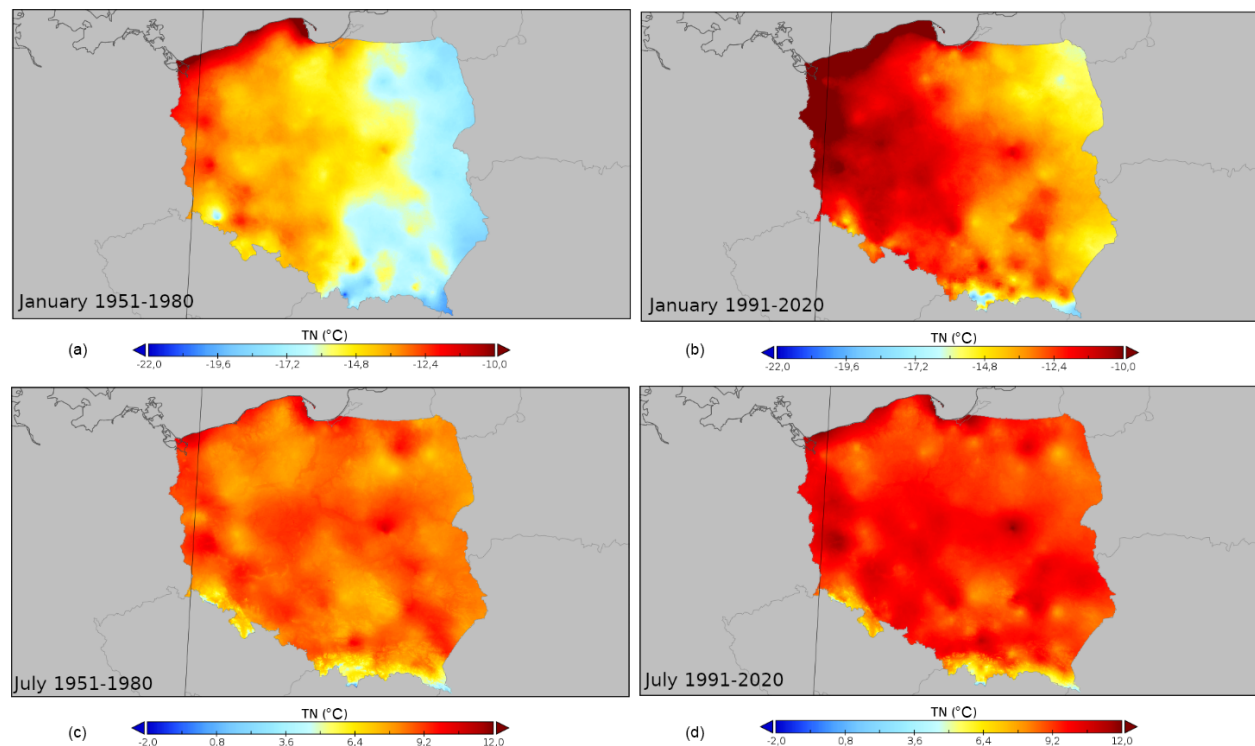 January 1951-1980
TN (°C)
(a)
-22,0 -19,6 -17,2 -14,8 -12,4 -10,0
January 1991-2020
TN (°C)
(b)
-22,0 -19,6 -17,2 -14,8 -12,4 -10,0
July 1951-1980
TN (°C)
(c)
-2,0 0,8 3,6 6,4 9,2 12,0
July 1991-2020
TN (°C)
(d)
-2,0 0,8 3,6 6,4 9,2 12,0